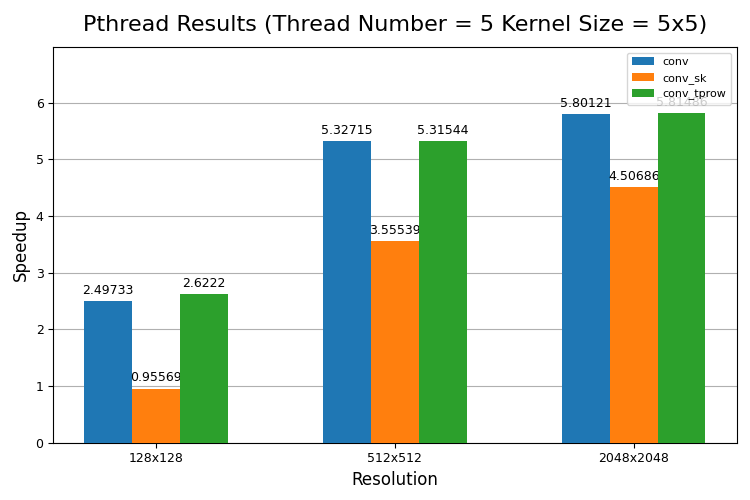 Pthread Results (Thread Number = 5 Kernel Size = 5x5)
conv
conv_sk
conv_tprow
5.80121
5.81486
5.32715
5.31544
4.50686
3.55539
2.49733
2.6222
0.95569
6
5
4
3
2
1
0
Speedup
128x128
512x512
2048x2048
Resolution